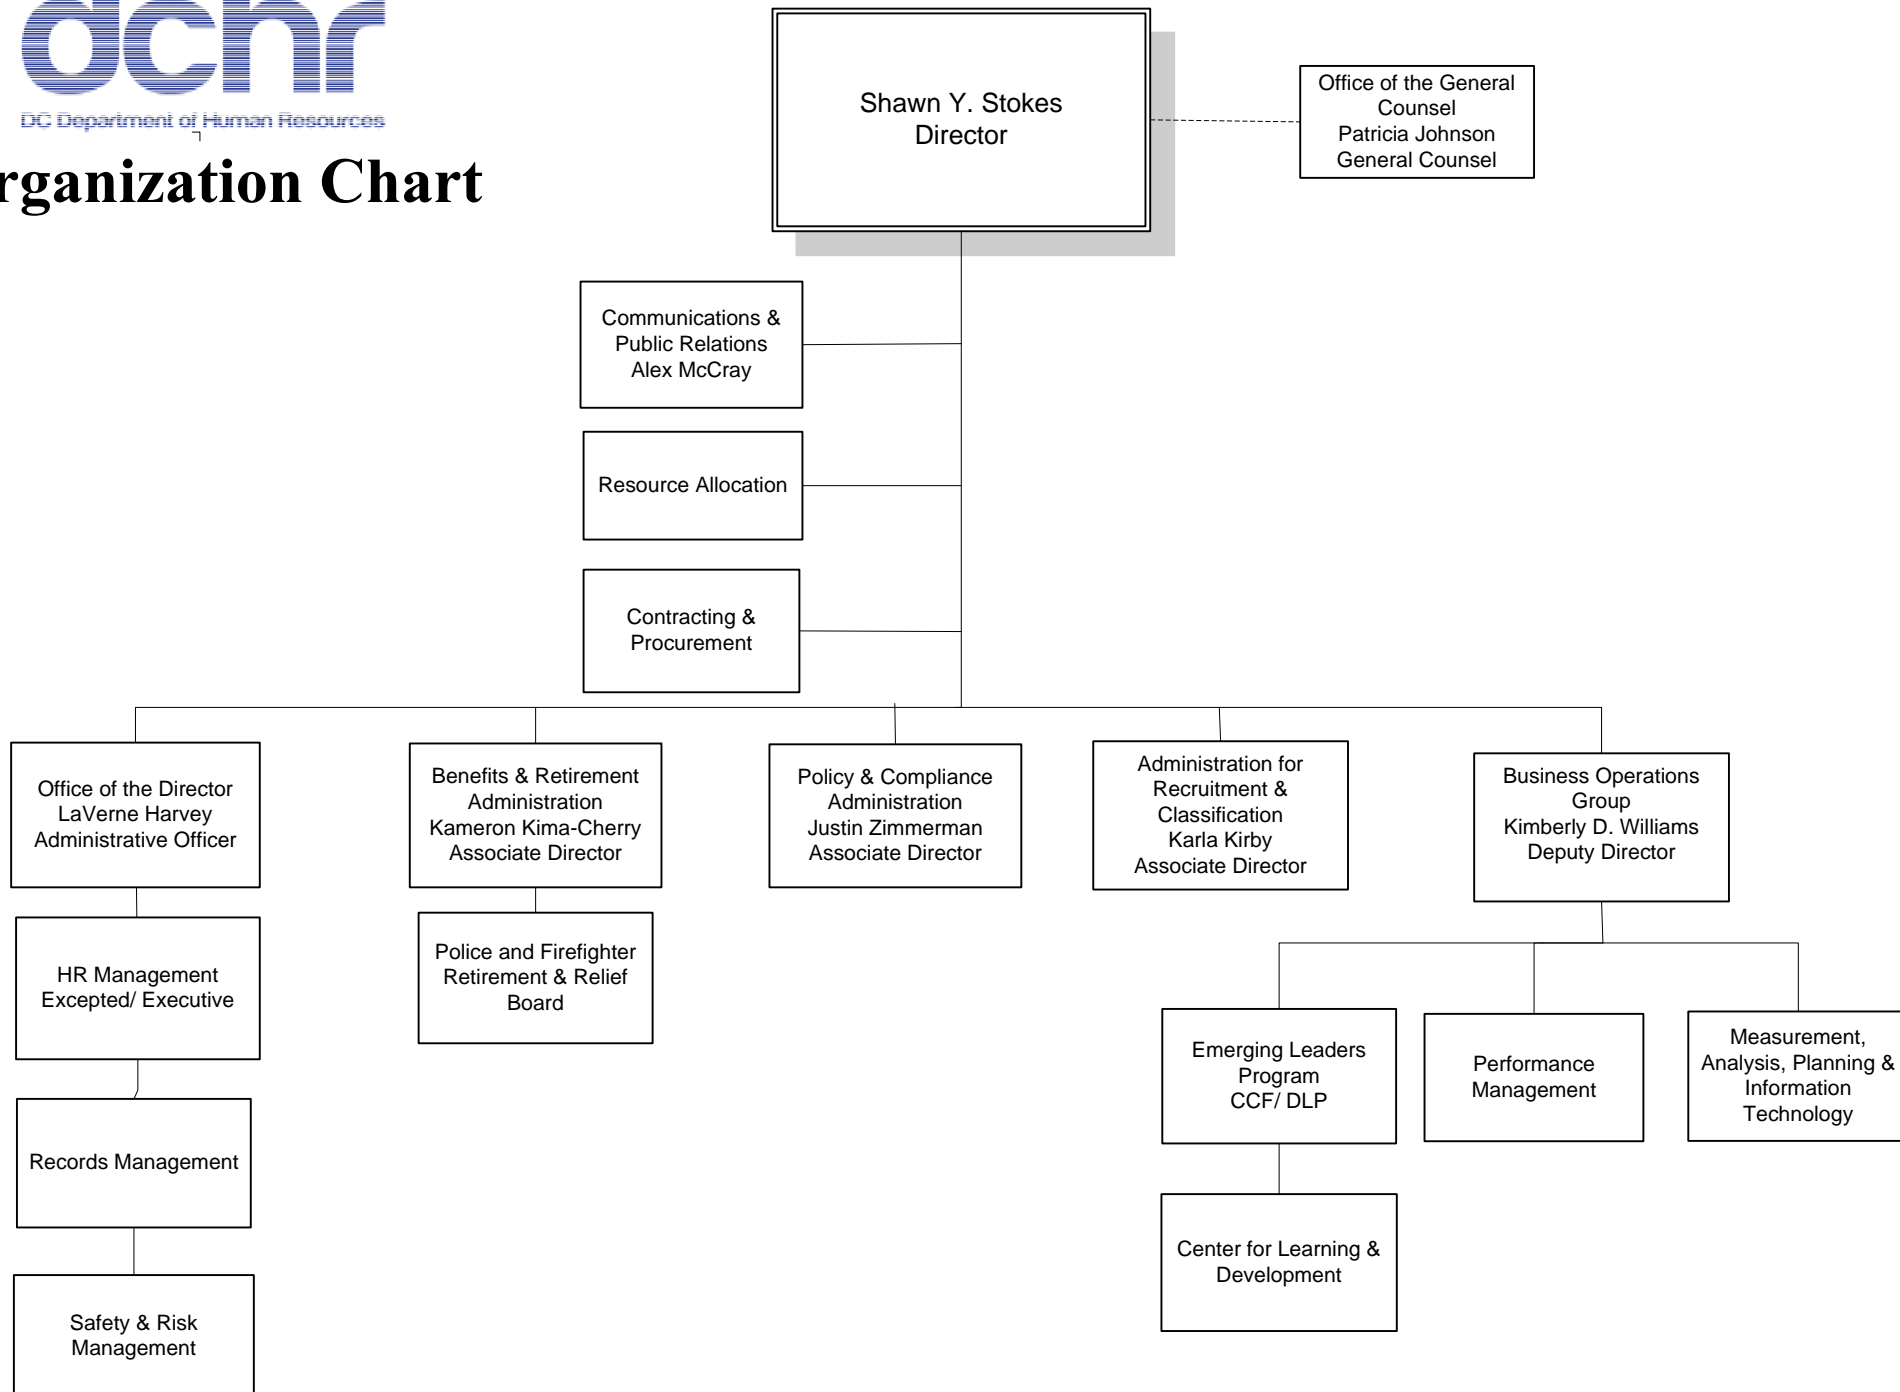 dchr
DC Department of Human Resources
rganization Chart
Shawn Y. Stokes
Director
Office of the General
Counsel
Patricia Johnson
General Counsel
Communications &
Public Relations
Alex McCray
Resource Allocation
Contracting &
Procurement
Office of the Director
LaVerne Harvey
Administrative Officer
Benefits & Retirement
Administration
Kameron Kima-Cherry
Associate Director
Policy & Compliance
Administration
Justin Zimmerman
Associate Director
Administration for
Recruitment &
Classification
Karla Kirby
Associate Director
Business Operations
Group
Kimberly D. Williams
Deputy Director
HR Management
Excepted/ Executive
Police and Firefighter
Retirement & Relief
Board
Emerging Leaders
Program
CCF/ DLP
Performance
Management
Measurement,
Analysis, Planning &
Information
Technology
Records Management
Center for Learning &
Development
Safety & Risk
Management